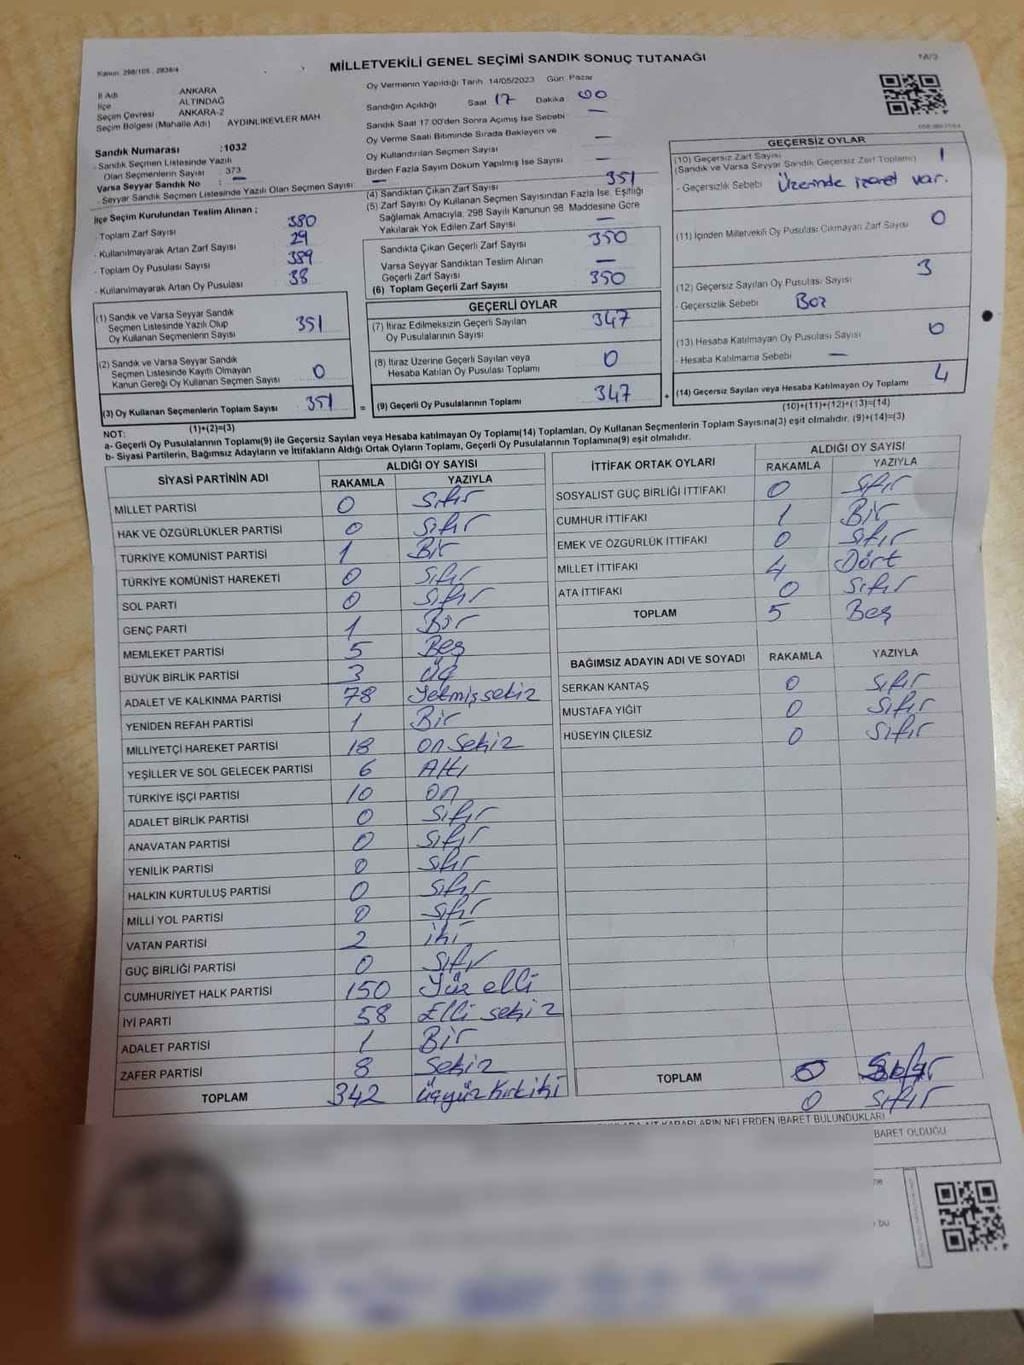 Kanun: 298/105, 2839/4
MİLLETVEKİLİ GENEL SEÇİMİ SANDIK SONUÇ TUTANAĞI
İl Adı ANKARA
İlçe ALTINDAĞ
Seçim Çevresi ANKARA-2
Seçim Bölgesi (Mahalle Adı) AYDINLIKEVLER MAH
Oy Vermenin Yapıldığı Tarih 14/05/2023 Gün: Pazar
Sandığın Açıldığı Saat 17 Dakika 00
Sandık Saat 17:00'den Sonra Açımış İse Sebebi —
Oy Verme Saati Bitiminde Sırada Bekleyen ve
Oy Kullandırılan Seçmen Sayısı —
Birden Fazla Sayım Döküm Yapılmış İse Sayısı —
Sandık Numarası :1032
- Sandık Seçmen Listesinde Yazılı
Olan Seçmenlerin Sayısı : 373
Varsa Seyyar Sandık No : —
- Seyyar Sandık Seçmen Listesinde Yazılı Olan Seçmen Sayısı —
İlçe Seçim Kurulundan Teslim Alınan :
- Toplam Zarf Sayısı 380
- Kullanılmayarak Artan Zarf Sayısı 29
- Toplam Oy Pusulası Sayısı 389
- Kullanılmayarak Artan Oy Pusulası 38
(1) Sandık ve Varsa Seyyar Sandık
Seçmen Listesinde Yazılı Olup
Oy Kullanan Seçmenlerin Sayısı 351
(2) Sandık ve Varsa Seyyar Sandık
Seçmen Listesinde Kayıtlı Olmayan
Kanun Gereği Oy Kullanan Seçmen Sayısı 0
(3) Oy Kullanan Seçmenlerin Toplam Sayısı 351
(1)+(2)=(3)
(4) Sandıktan Çıkan Zarf Sayısı 351
(5) Zarf Sayısı Oy Kullanan Seçmen Sayısından Fazla İse, Eşitliği
Sağlamak Amacıyla, 298 Sayılı Kanunun 98. Maddesine Göre
Yakılarak Yok Edilen Zarf Sayısı —
Sandıkta Çıkan Geçerli Zarf Sayısı 350
Varsa Seyyar Sandıktan Teslim Alınan
Geçerli Zarf Sayısı —
(6) Toplam Geçerli Zarf Sayısı 350
GEÇERLİ OYLAR
(7) İtiraz Edilmeksizin Geçerli Sayılan
Oy Pusulalarının Sayısı 347
(8) İtiraz Üzerine Geçerli Sayılan veya
Hesaba Katılan Oy Pusulası Toplamı 0
= (9) Geçerli Oy Pusulalarının Toplamı 347 +
GEÇERSİZ OYLAR
(10) Geçersiz Zarf Sayısı
(Sandık ve Varsa Seyyar Sandık Geçersiz Zarf Toplamı) 1
- Geçersizlik Sebebi Üzerinde işaret var.
(11) İçinden Milletvekili Oy Pusulası Çıkmayan Zarf Sayısı 0
(12) Geçersiz Sayılan Oy Pusulası Sayısı 3
- Geçersizlik Sebebi Boz
(13) Hesaba Katılmayan Oy Pusulası Sayısı 0
- Hesaba Katılmama Sebebi —
(14) Geçersiz Sayılan veya Hesaba Katılmayan Oy Toplamı 4
(10)+(11)+(12)+(13)=(14)
NOT:
a- Geçerli Oy Pusulalarının Toplamı(9) ile Geçersiz Sayılan veya Hesaba katılmayan Oy Toplamı(14) Toplamları, Oy Kullanan Seçmenlerin Toplam Sayısına(3) eşit olmalıdır. (9)+(14)=(3)
b- Siyasi Partilerin, Bağımsız Adayların ve İttifakların Aldığı Ortak Oyların Toplamı, Geçerli Oy Pusulalarının Toplamına(9) eşit olmalıdır.
SİYASİ PARTİNİN ADI ALDIĞI OY SAYISI
RAKAMLA YAZIYLA
MİLLET PARTİSİ 0 Sıfır
HAK VE ÖZGÜRLÜKLER PARTİSİ 0 Sıfır
TÜRKİYE KOMÜNİST PARTİSİ 1 Bir
TÜRKİYE KOMÜNİST HAREKETİ 0 Sıfır
SOL PARTİ 0 Sıfır
GENÇ PARTİ 1 Bir
MEMLEKET PARTİSİ 5 Beş
BÜYÜK BİRLİK PARTİSİ 3 Üç
ADALET VE KALKINMA PARTİSİ 78 Yetmişsekiz
YENİDEN REFAH PARTİSİ 1 Bir
MİLLİYETÇİ HAREKET PARTİSİ 18 on sekiz
YEŞİLLER VE SOL GELECEK PARTİSİ 6 Altı
TÜRKİYE İŞÇİ PARTİSİ 10 on
ADALET BİRLİK PARTİSİ 0 Sıfır
ANAVATAN PARTİSİ 0 Sıfır
YENİLİK PARTİSİ 0 Sıfır
HALKIN KURTULUŞ PARTİSİ 0 Sıfır
MİLLİ YOL PARTİSİ 0 Sıfır
VATAN PARTİSİ 2 iki
GÜÇ BİRLİĞİ PARTİSİ 0 Sıfır
CUMHURİYET HALK PARTİSİ 150 Yüz elli
İYİ PARTİ 58 Elli sekiz
ADALET PARTİSİ 1 Bir
ZAFER PARTİSİ 8 Sekiz
TOPLAM 342 üçyüzkırkiki
İTTİFAK ORTAK OYLARI ALDIĞI OY SAYISI
RAKAMLA YAZIYLA
SOSYALİST GÜÇ BİRLİĞİ İTTİFAKI 0 Sıfır
CUMHUR İTTİFAKI 1 Bir
EMEK VE ÖZGÜRLÜK İTTİFAKI 0 Sıfır
MİLLET İTTİFAKI 4 Dört
ATA İTTİFAKI 0 Sıfır
TOPLAM 5 Beş
BAĞIMSIZ ADAYIN ADI VE SOYADI RAKAMLA YAZIYLA
SERKAN KANTAŞ 0 Sıfır
MUSTAFA YİĞİT 0 Sıfır
HÜSEYİN ÇİLESİZ 0 Sıfır
TOPLAM
0 Sıfır
KARARLARIN NELERDEN İBARET BULUNDUKLARI
BARET OLDUĞU
bu